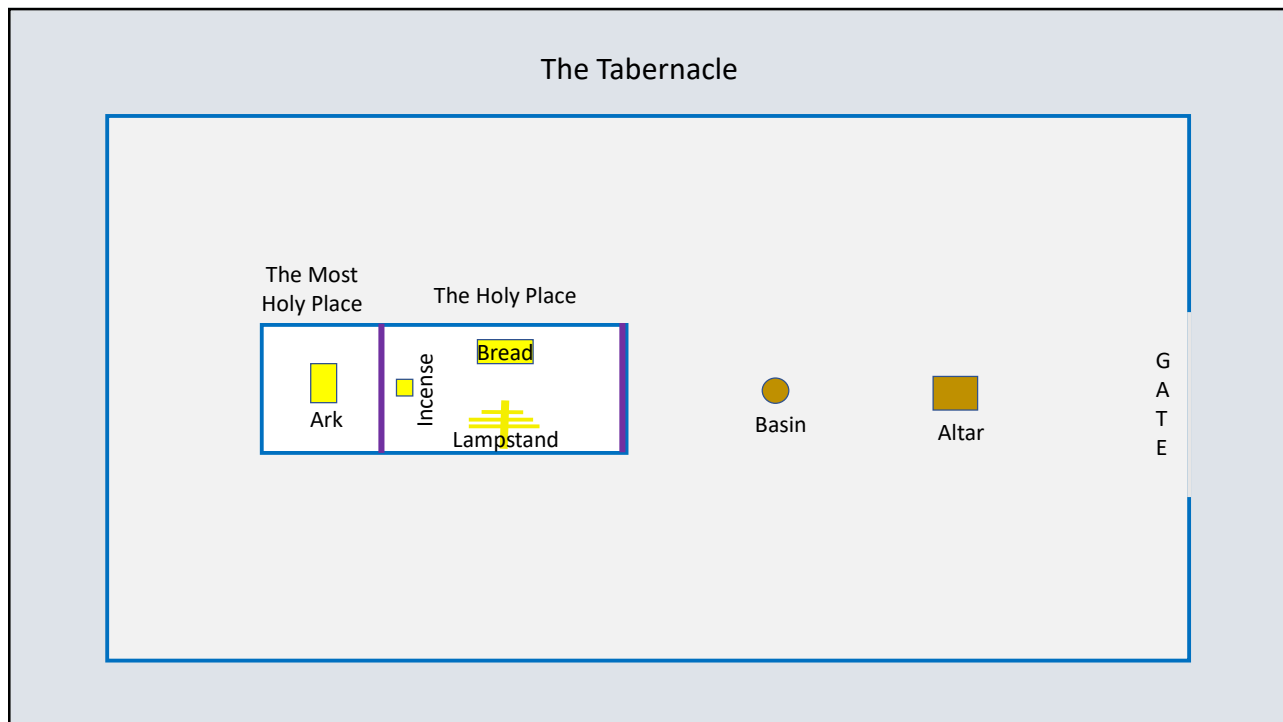 The Tabernacle
The Most
Holy Place
The Holy Place
Bread
Incense
Ark
Lampstand
Basin
Altar
G
A
T
E